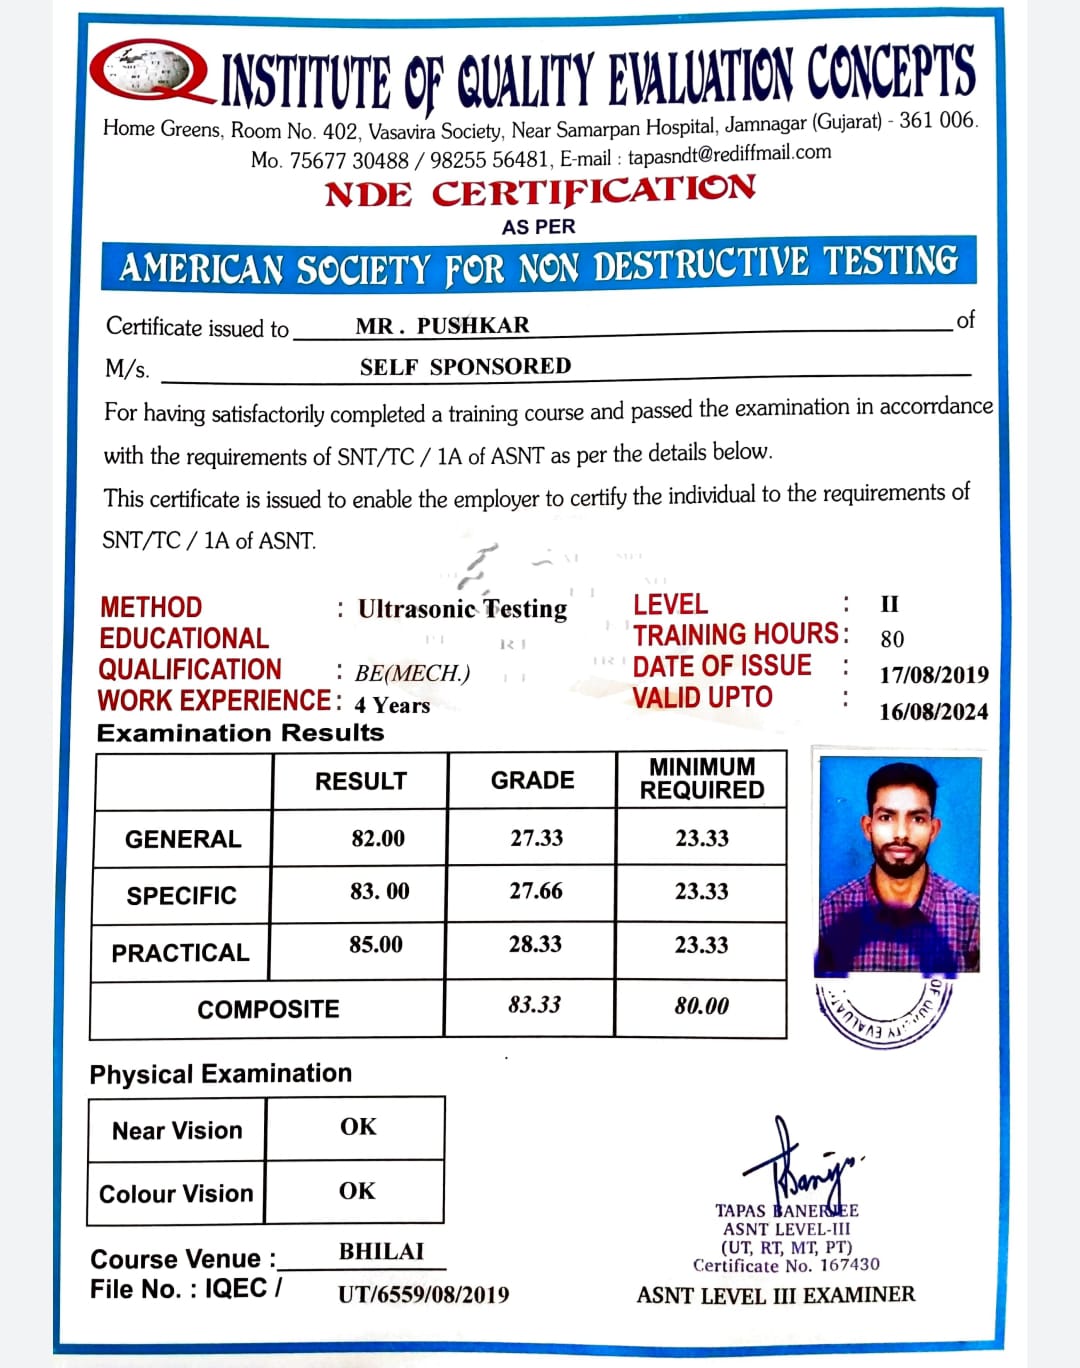 INSTITUTE OF QUALITY EVALUATION CONCEPTS
Home Greens, Room No. 402, Vasavira Society, Near Samarpan Hospital, Jamnagar (Gujarat) - 361 006.
Mo. 75677 30488 / 98255 56481, E-mail : tapasndt@rediffmail.com
NDE CERTIFICATION
AS PER
AMERICAN SOCIETY FOR NON DESTRUCTIVE TESTING
Certificate issued to MR. PUSHKAR of
M/s. SELF SPONSORED
For having satisfactorily completed a training course and passed the examination in accorrdance
with the requirements of SNT/TC / 1A of ASNT as per the details below.
This certificate is issued to enable the employer to certify the individual to the requirements of
SNT/TC / 1A of ASNT.
METHOD : Ultrasonic Testing
EDUCATIONAL
QUALIFICATION : BE(MECH.)
WORK EXPERIENCE : 4 Years
LEVEL : II
TRAINING HOURS : 80
DATE OF ISSUE : 17/08/2019
VALID UPTO : 16/08/2024
Examination Results
RESULT GRADE MINIMUM REQUIRED
GENERAL 82.00 27.33 23.33
SPECIFIC 83. 00 27.66 23.33
PRACTICAL 85.00 28.33 23.33
COMPOSITE 83.33 80.00
Physical Examination
Near Vision OK
Colour Vision OK
Course Venue : BHILAI
File No. : IQEC / UT/6559/08/2019
TAPAS BANERJEE
ASNT LEVEL-III
(UT, RT, MT, PT)
Certificate No. 167430
ASNT LEVEL III EXAMINER